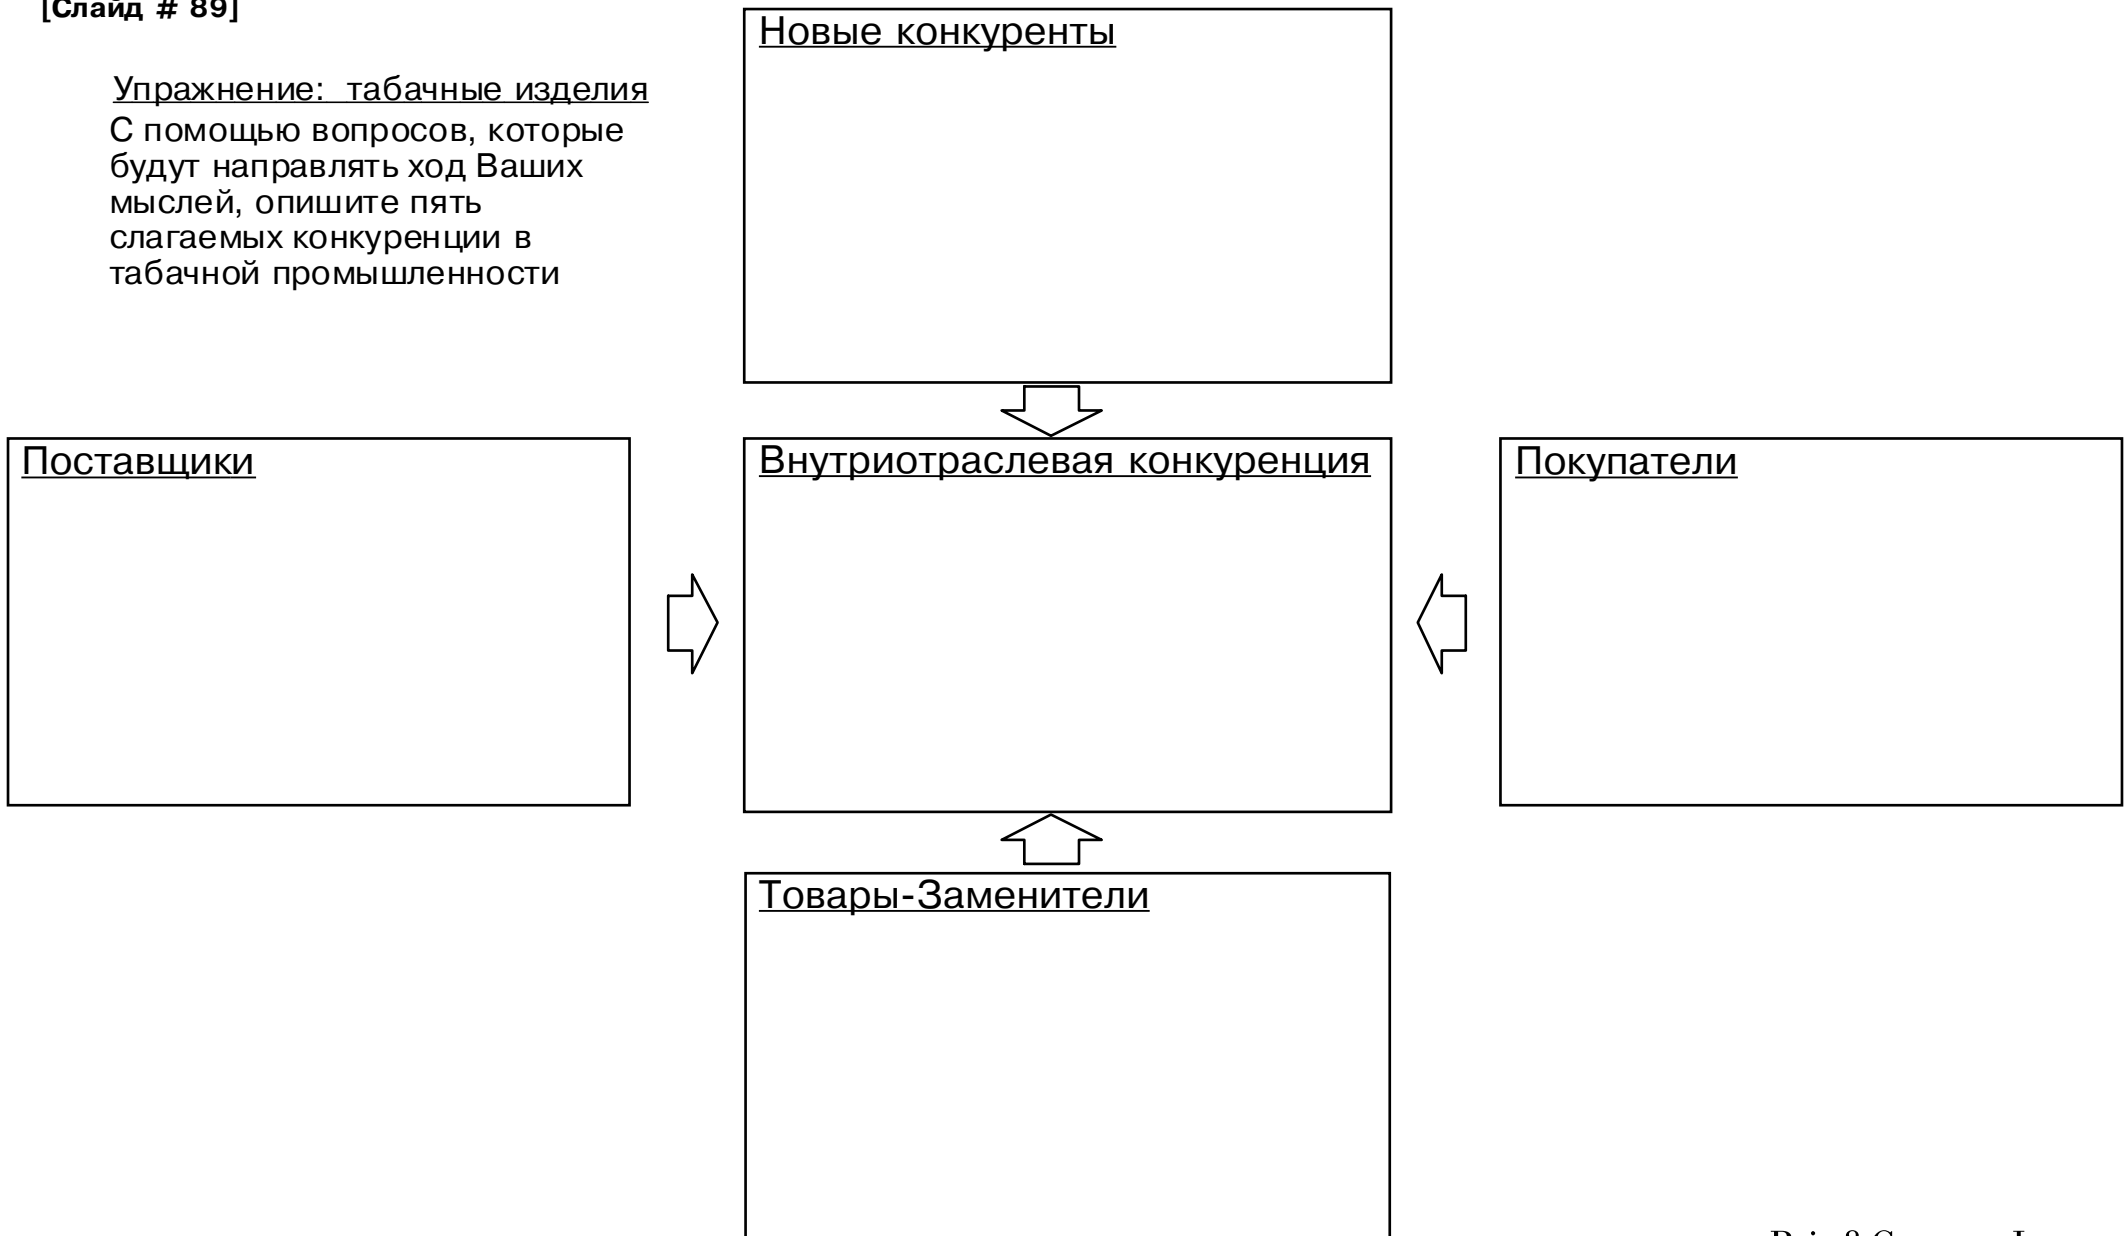 [Слайд # 89]
Упражнение: табачные изделия
С помощью вопросов, которые
будут направлять ход Ваших
мыслей, опишите пять
слагаемых конкуренции в
табачной промышленности
Новые конкуренты
Поставщики
Внутриотраслевая конкуренция
Покупатели
Товары-Заменители